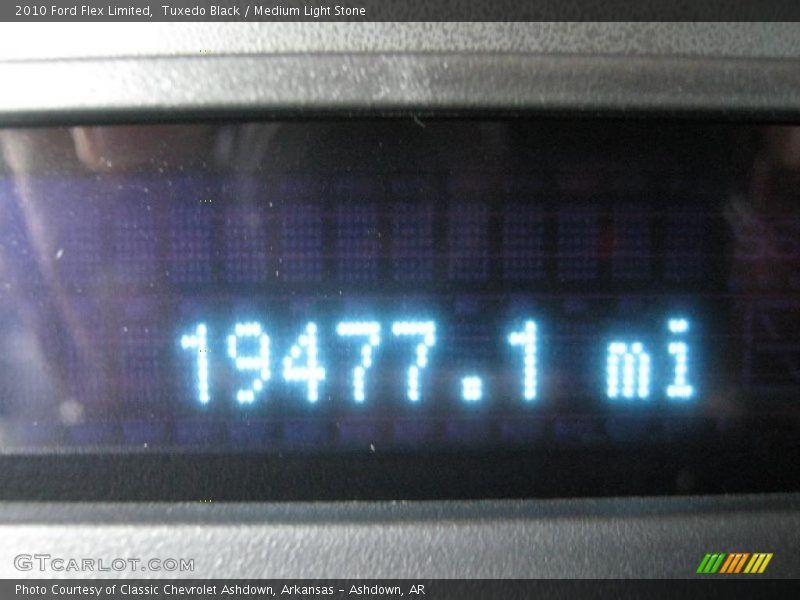 2010 Ford Flex Limited, Tuxedo Black / Medium Light Stone
19477.1 mi
GTCARLOT.COM
Photo Courtesy of Classic Chevrolet Ashdown, Arkansas - Ashdown, AR